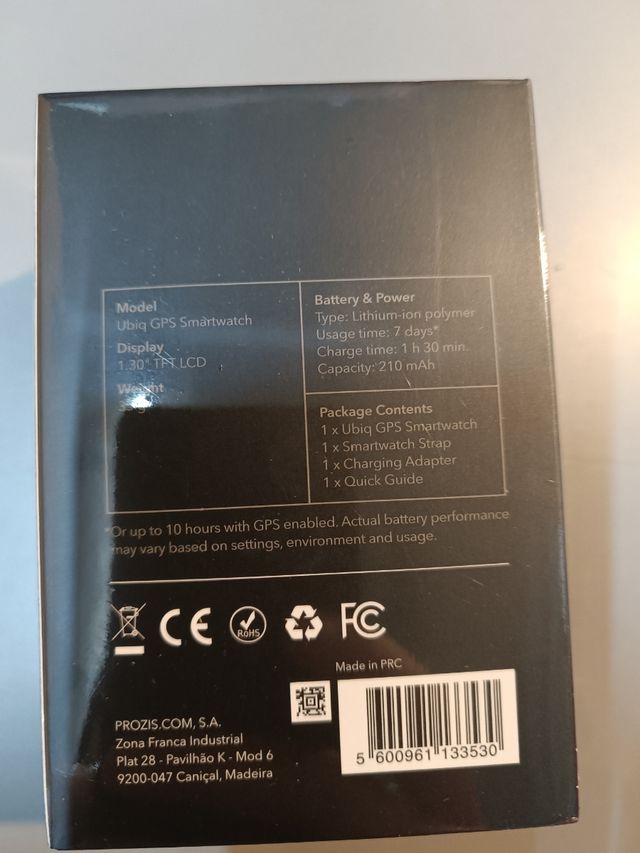 Model
Ubiq GPS Smartwatch
Display
1.30" TFT LCD
Weight
Battery & Power
Type: Lithium-ion polymer
Usage time: 7 days*
Charge time: 1 h 30 min.
Capacity: 210 mAh
Package Contents
1 x Ubiq GPS Smartwatch
1 x Smartwatch Strap
1 x Charging Adapter
1 x Quick Guide
*Or up to 10 hours with GPS enabled. Actual battery performance
may vary based on settings, environment and usage.
CE
RoHS
FC
Made in PRC
PROZIS.COM, S.A.
Zona Franca Industrial
Plat 28 - Pavilhão K - Mod 6
9200-047 Caniçal, Madeira
5 600961 133530